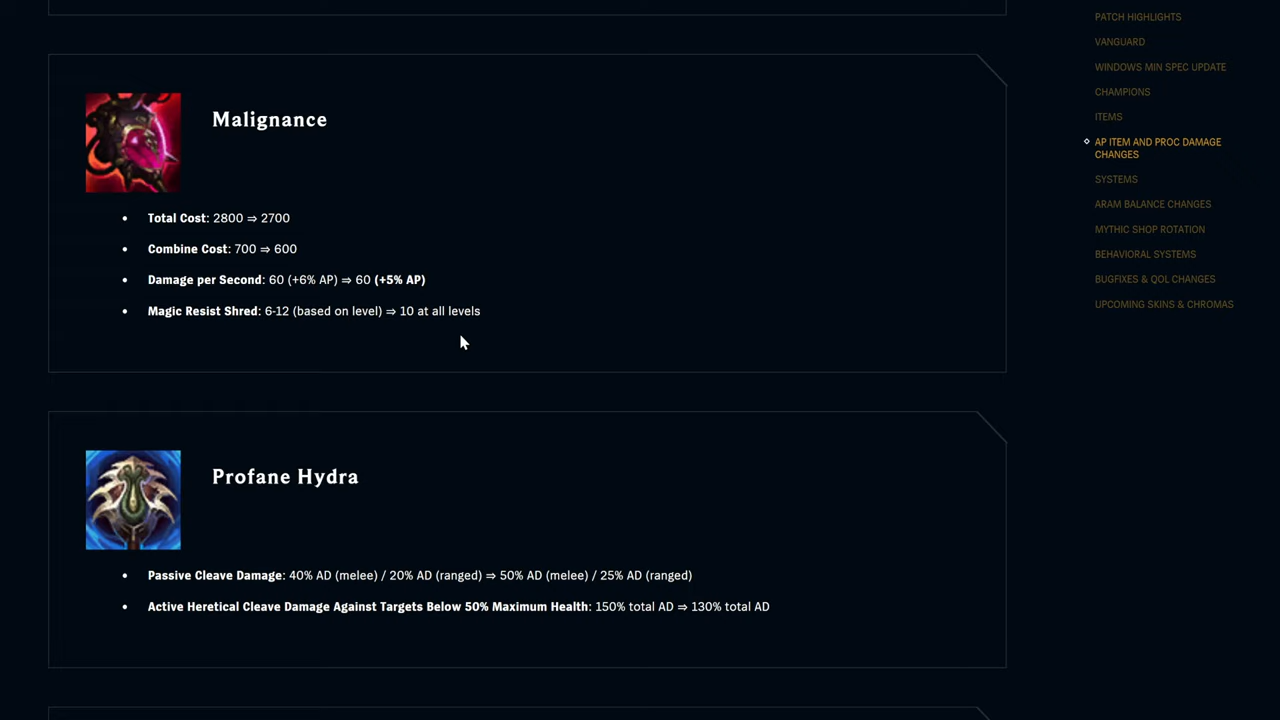 Malignance
• Total Cost: 2800 ⇒ 2700
• Combine Cost: 700 ⇒ 600
• Damage per Second: 60 (+6% AP) ⇒ 60 (+5% AP)
• Magic Resist Shred: 6-12 (based on level) ⇒ 10 at all levels
Profane Hydra
• Passive Cleave Damage: 40% AD (melee) / 20% AD (ranged) ⇒ 50% AD (melee) / 25% AD (ranged)
• Active Heretical Cleave Damage Against Targets Below 50% Maximum Health: 150% total AD ⇒ 130% total AD
PATCH HIGHLIGHTS
VANGUARD
WINDOWS MIN SPEC UPDATE
CHAMPIONS
ITEMS
AP ITEM AND PROC DAMAGE
CHANGES
SYSTEMS
ARAM BALANCE CHANGES
MYTHIC SHOP ROTATION
BEHAVIORAL SYSTEMS
BUGFIXES & QOL CHANGES
UPCOMING SKINS & CHROMAS